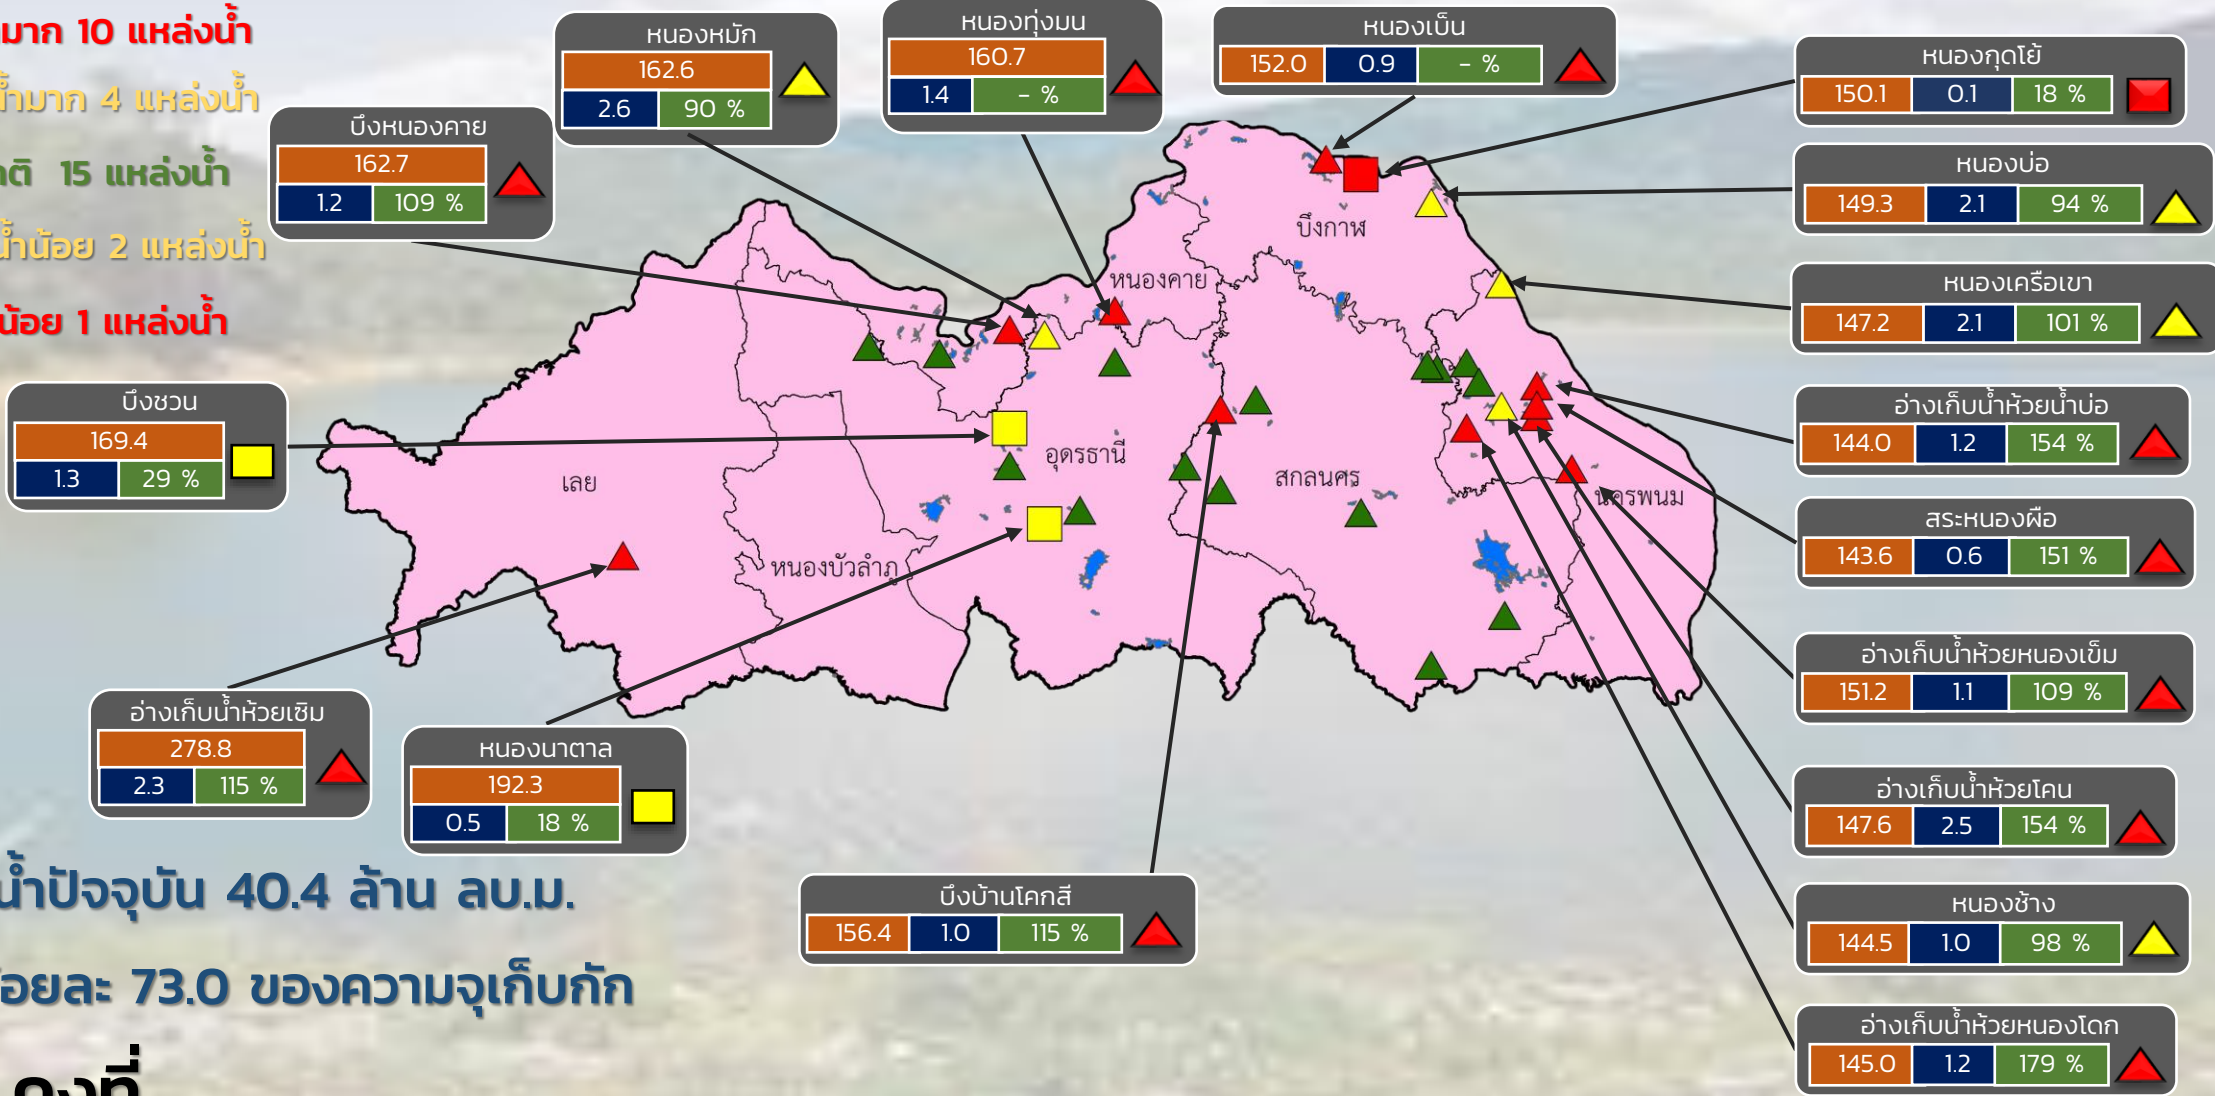 มาก 10 แหล่งน้ำ
น้ำมาก 4 แหล่งน้ำ
15 แหล่งน้ำ
น้ำน้อย 2 แหล่งน้ำ
น้อย 1 แหล่งน้ำ
บึงหนองคาย
162.7
1.2 109 %
หนองหมัก
162.6
2.6 90 %
หนองทุ่งมน
160.7
1.4 - %
หนองเบ็น
152.0 0.9 - %
หนองกุดโย้
150.1 0.1 18 %
หนองบ่อ
149.3 2.1 94 %
หนองเครือเขา
147.2 2.1 101 %
อ่างเก็บน้ำห้วยน้ำบ่อ
144.0 1.2 154 %
สระหนองผือ
143.6 0.6 151 %
อ่างเก็บน้ำห้วยหนองเข็ม
151.2 1.1 109 %
อ่างเก็บน้ำห้วยโคน
147.6 2.5 154 %
หนองช้าง
144.5 1.0 98 %
อ่างเก็บน้ำห้วยหนองโดก
145.0 1.2 179 %
บึงชวน
169.4
1.3 29 %
อ่างเก็บน้ำห้วยเซิม
278.8
2.3 115 %
หนองนาตาล
192.3
0.5 18 %
บึงบ้านโคกสี
156.4 1.0 115 %
บึงกาฬ
หนองคาย
อุดรธานี
เลย
สกลนคร
นครพนม
หนองบัวลำภู
น้ำปัจจุบัน 40.4 ล้าน ลบ.ม.
73.0 ของความจุเก็บกัก
คงที่